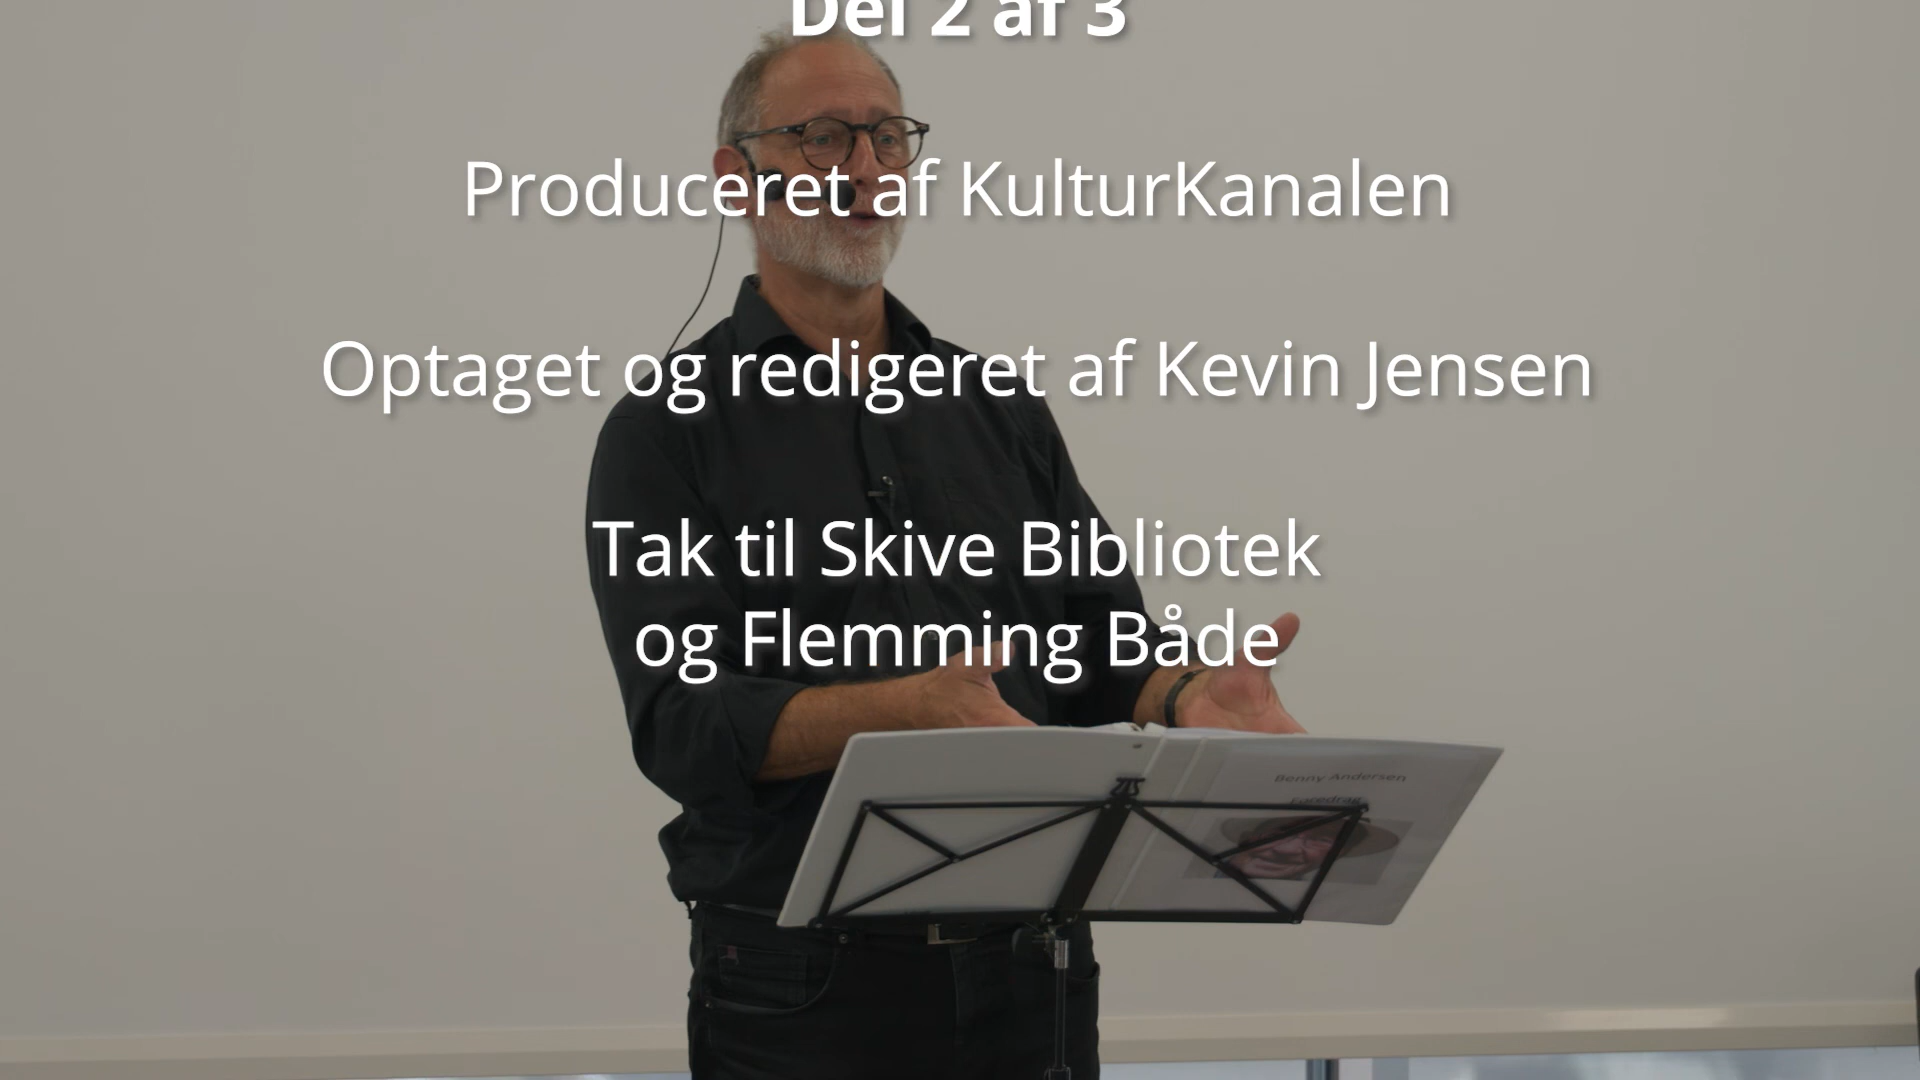 Del 2 af 3
Produceret af KulturKanalen
Optaget og redigeret af Kevin Jensen
Tak til Skive Bibliotek
og Flemming Både
Benny Andersen
Foredrag